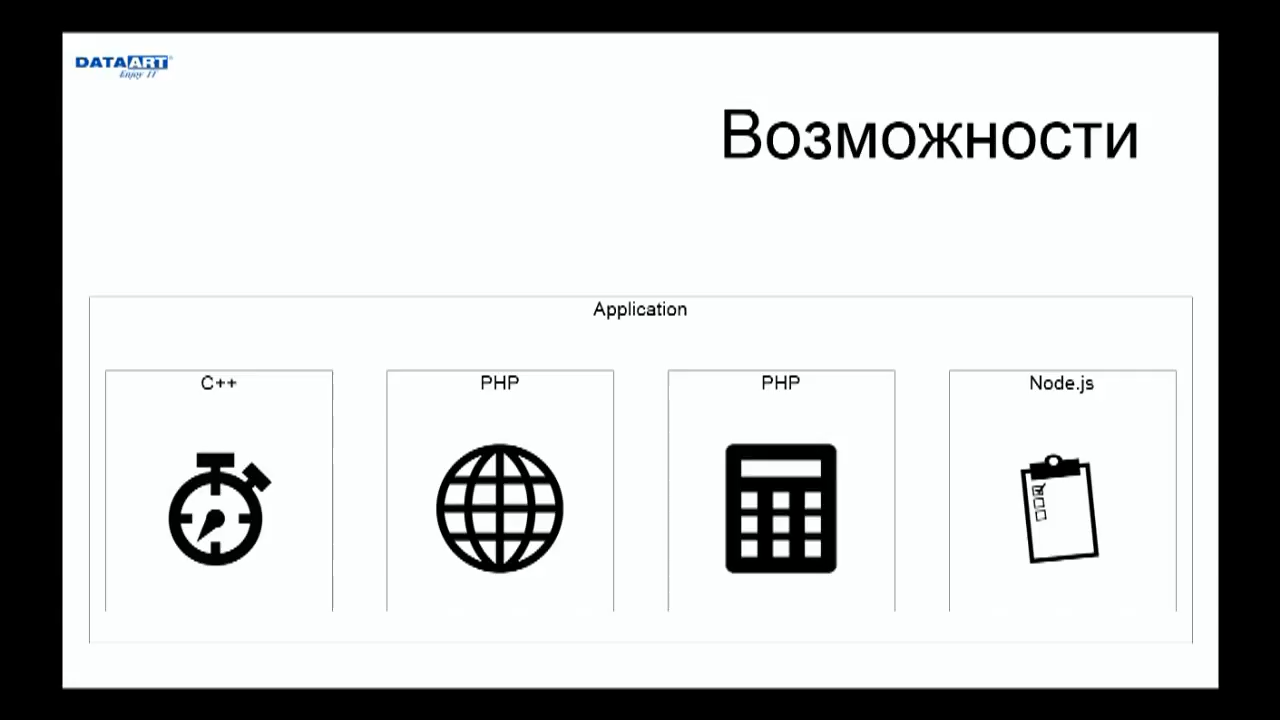 DATAART
Enjoy IT
Возможности
Application
C++
PHP
PHP
Node.js